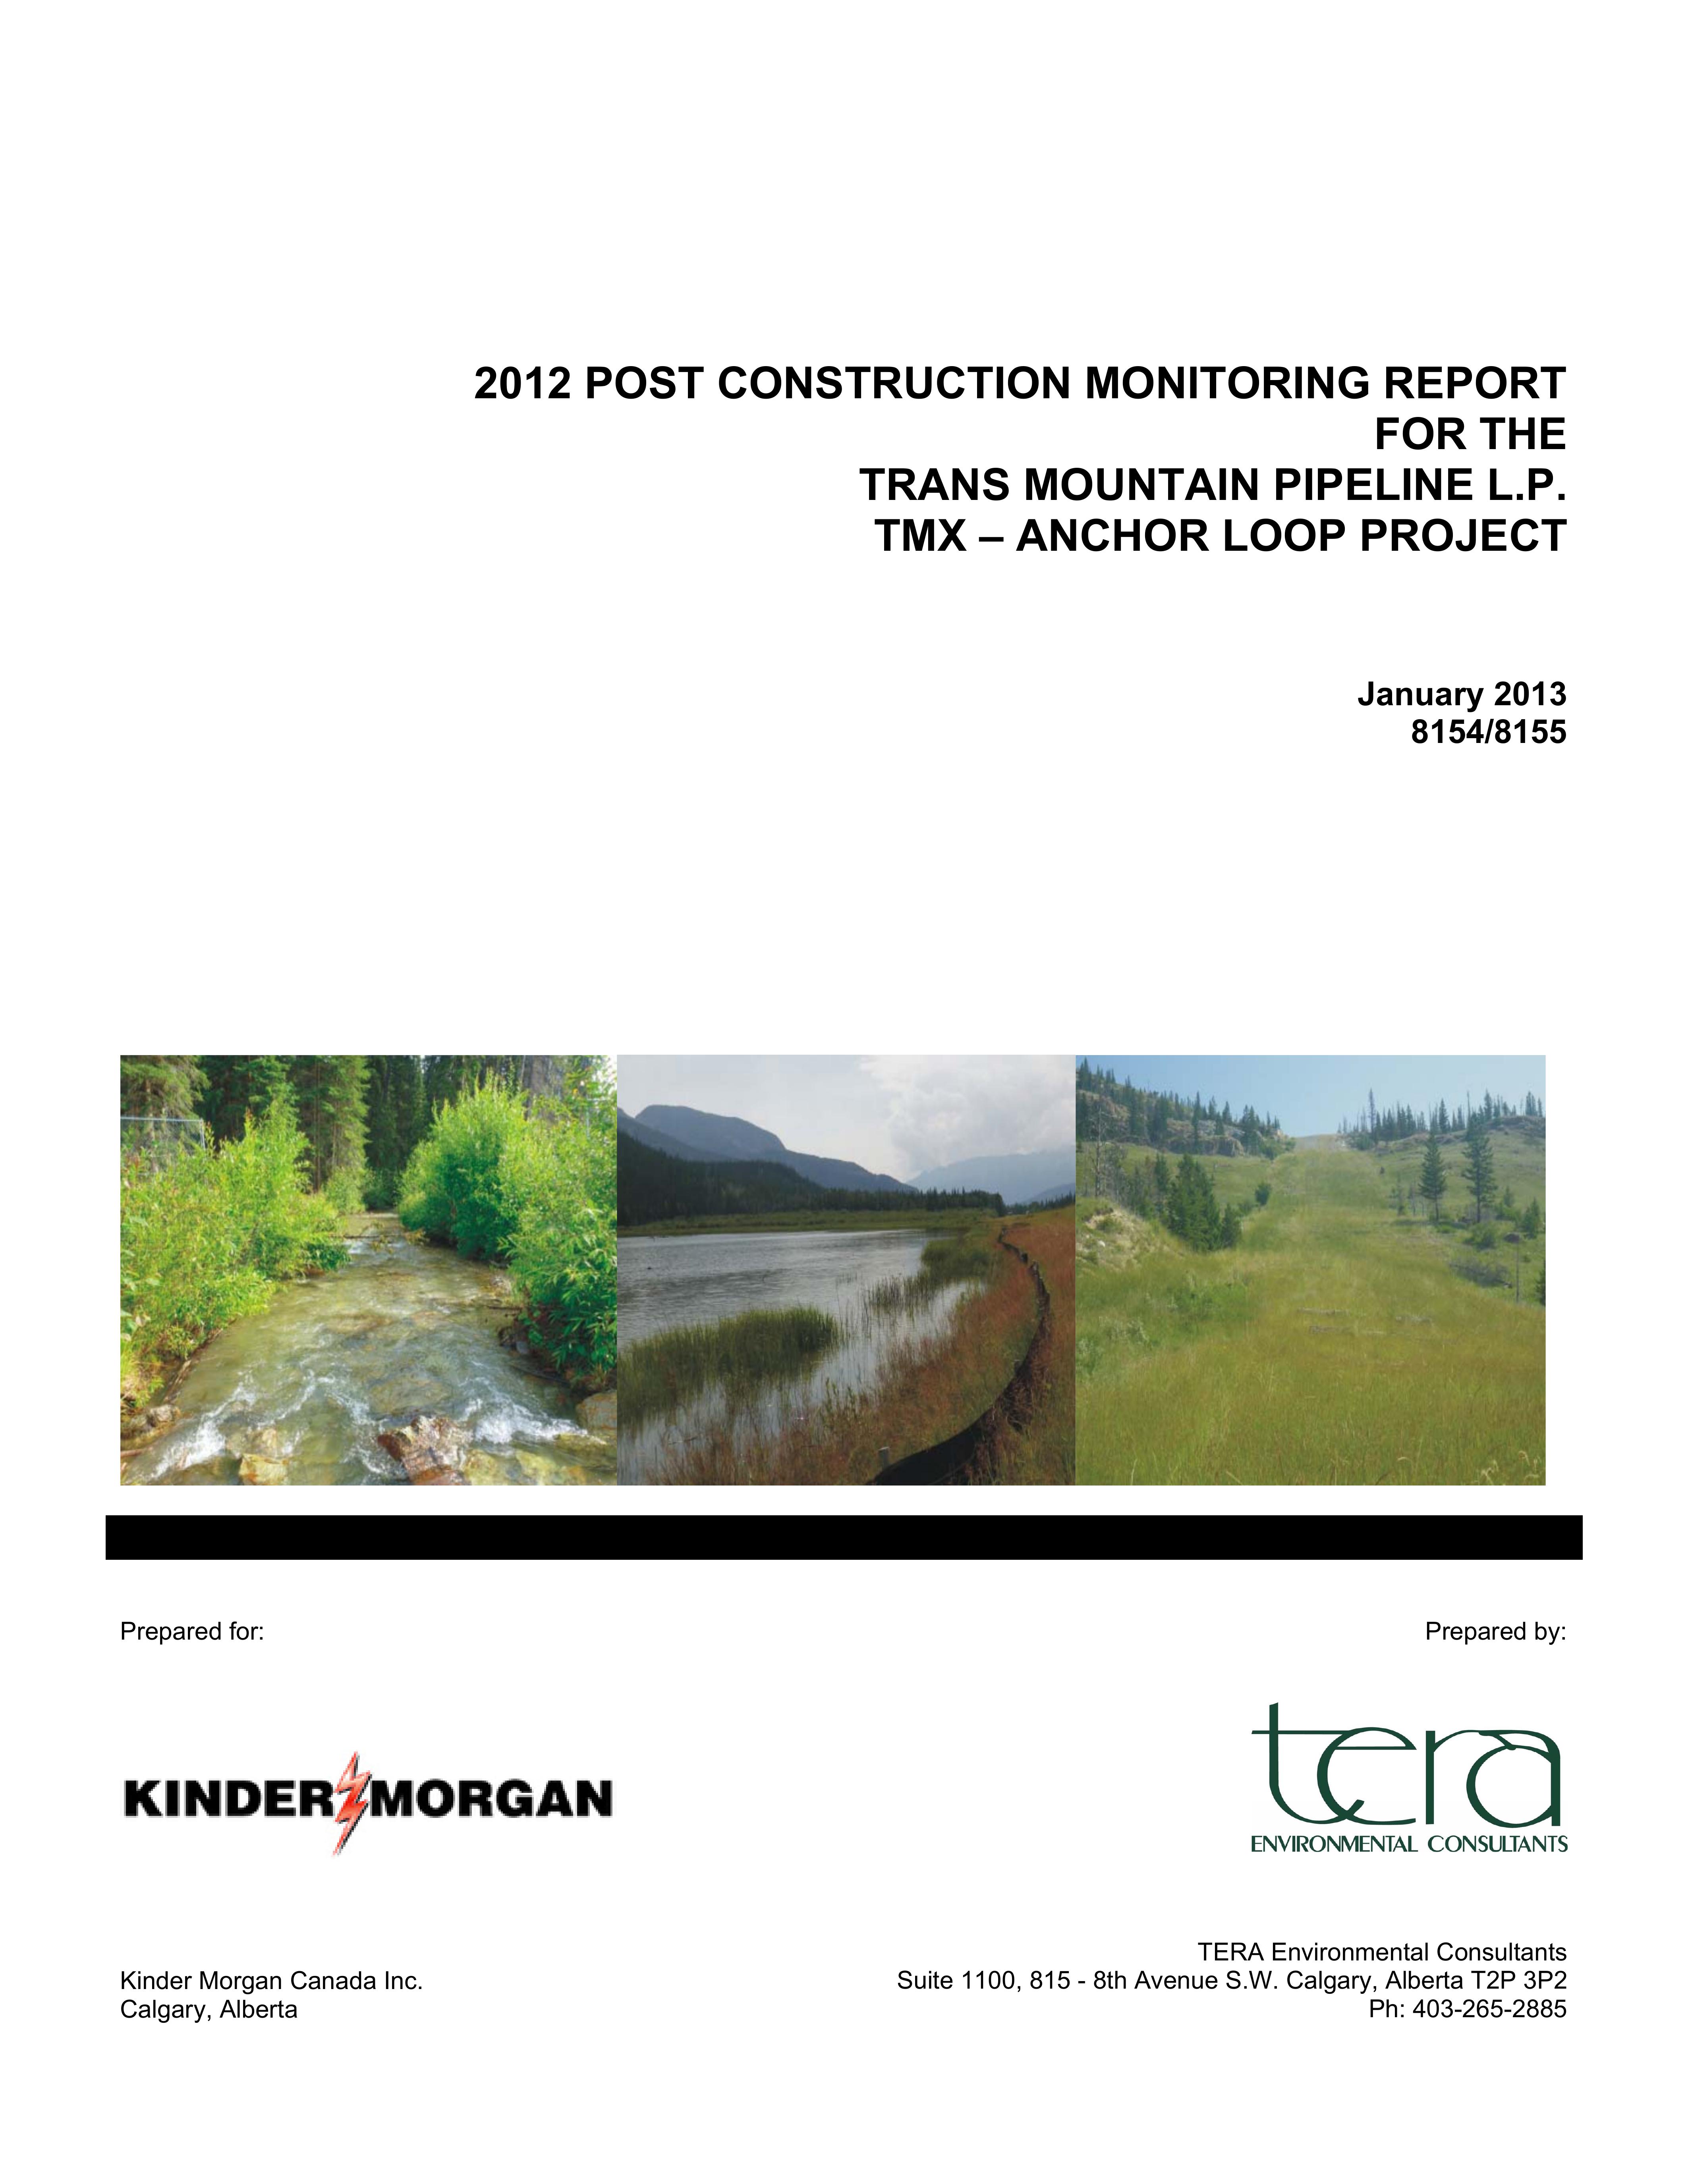 2012 POST CONSTRUCTION MONITORING REPORT
FOR THE
TRANS MOUNTAIN PIPELINE L.P.
TMX – ANCHOR LOOP PROJECT
January 2013
8154/8155
Prepared for:
Prepared by:
KINDER MORGAN
tera
ENVIRONMENTAL CONSULTANTS
Kinder Morgan Canada Inc.
Calgary, Alberta
TERA Environmental Consultants
Suite 1100, 815 - 8th Avenue S.W. Calgary, Alberta T2P 3P2
Ph: 403-265-2885